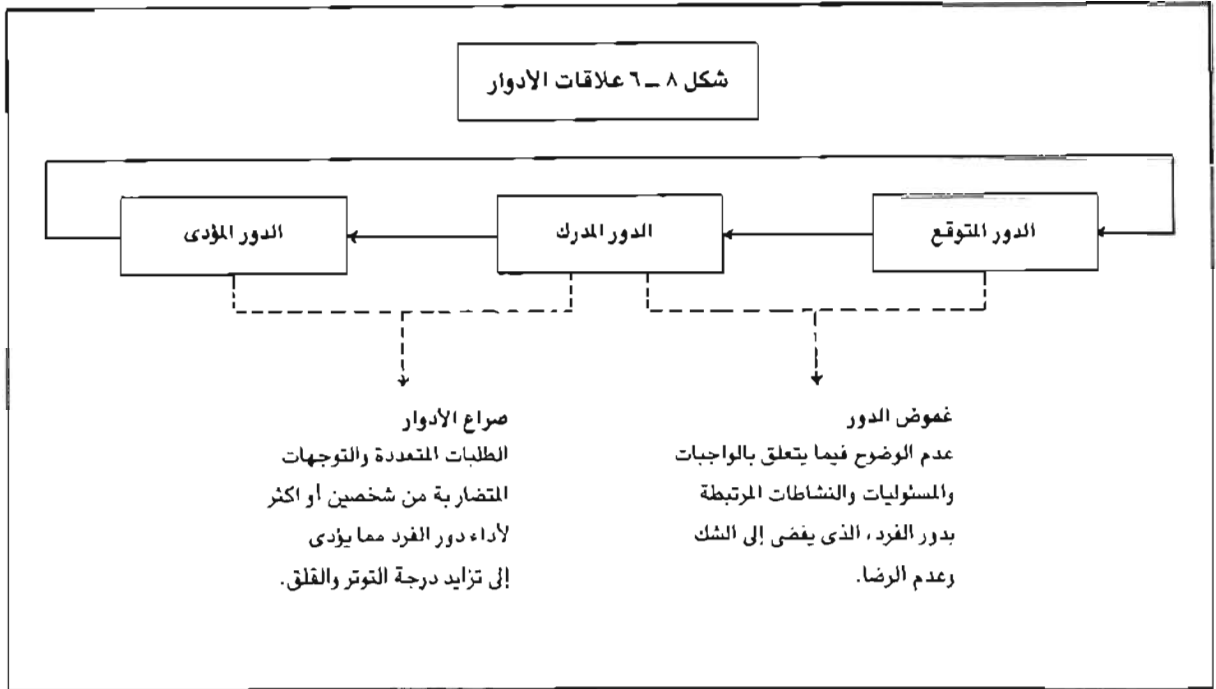 شكل ٨ – ٦ علاقات الأدوار
الدور المتوقع
الدور المدرك
الدور المؤدى
غموض الدور
عدم الوضوح فيما يتعلق بالواجبات
والمسئوليات والنشاطات المرتبطة
بدور الفرد، الذى يفضى إلى الشك
وعدم الرضا.
صراع الأدوار
الطلبات المتعددة والتوجهات
المتضاربة من شخصين أو اكثر
لأداء دور الفرد مما يؤدى
إلى تزايد درجة التوتر والقلق.